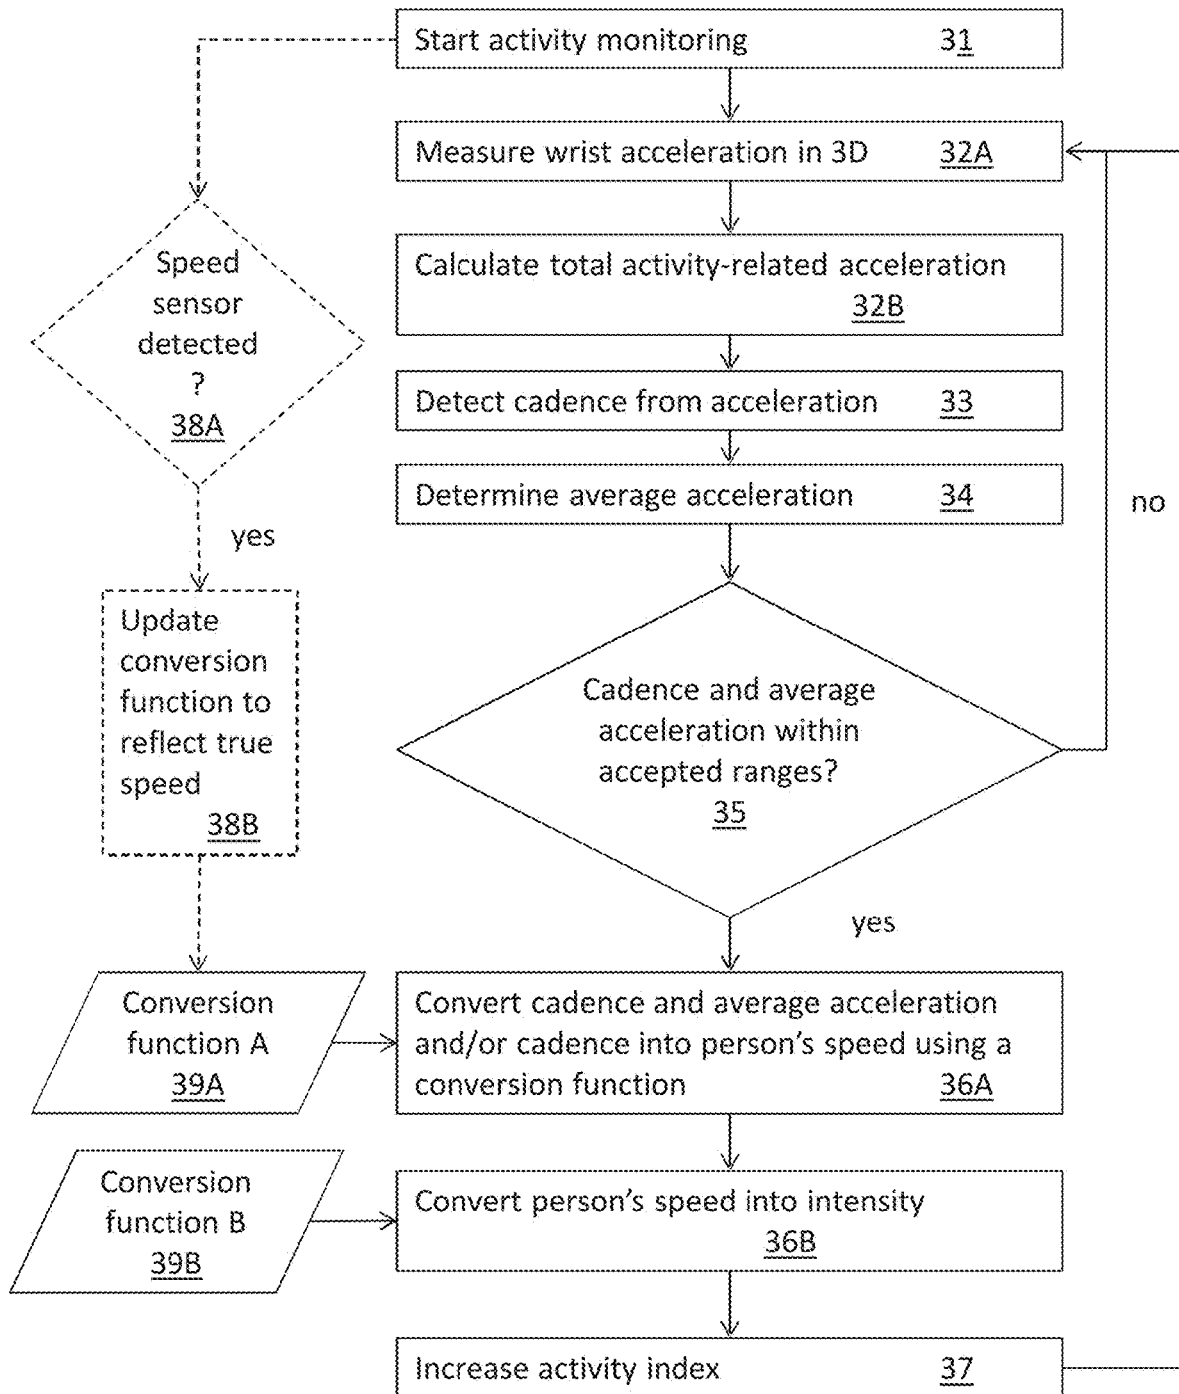 Start activity monitoring 31
Measure wrist acceleration in 3D 32A
Calculate total activity-related acceleration
32B
Detect cadence from acceleration 33
Determine average acceleration 34
Cadence and average
acceleration within
accepted ranges?
35
no
yes
Speed
sensor
detected
?
38A
yes
Update
conversion
function to
reflect true
speed
38B
Conversion
function A
39A
Convert cadence and average acceleration
and/or cadence into person's speed using a
conversion function 36A
Conversion
function B
39B
Convert person's speed into intensity
36B
Increase activity index 37